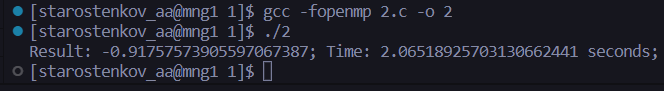 [starostenkov_aa@mng1 1]$ gcc -fopenmp 2.c -o 2
[starostenkov_aa@mng1 1]$ ./2
Result: -0.91757573905597067387; Time: 2.06518925703130662441 seconds;
[starostenkov_aa@mng1 1]$